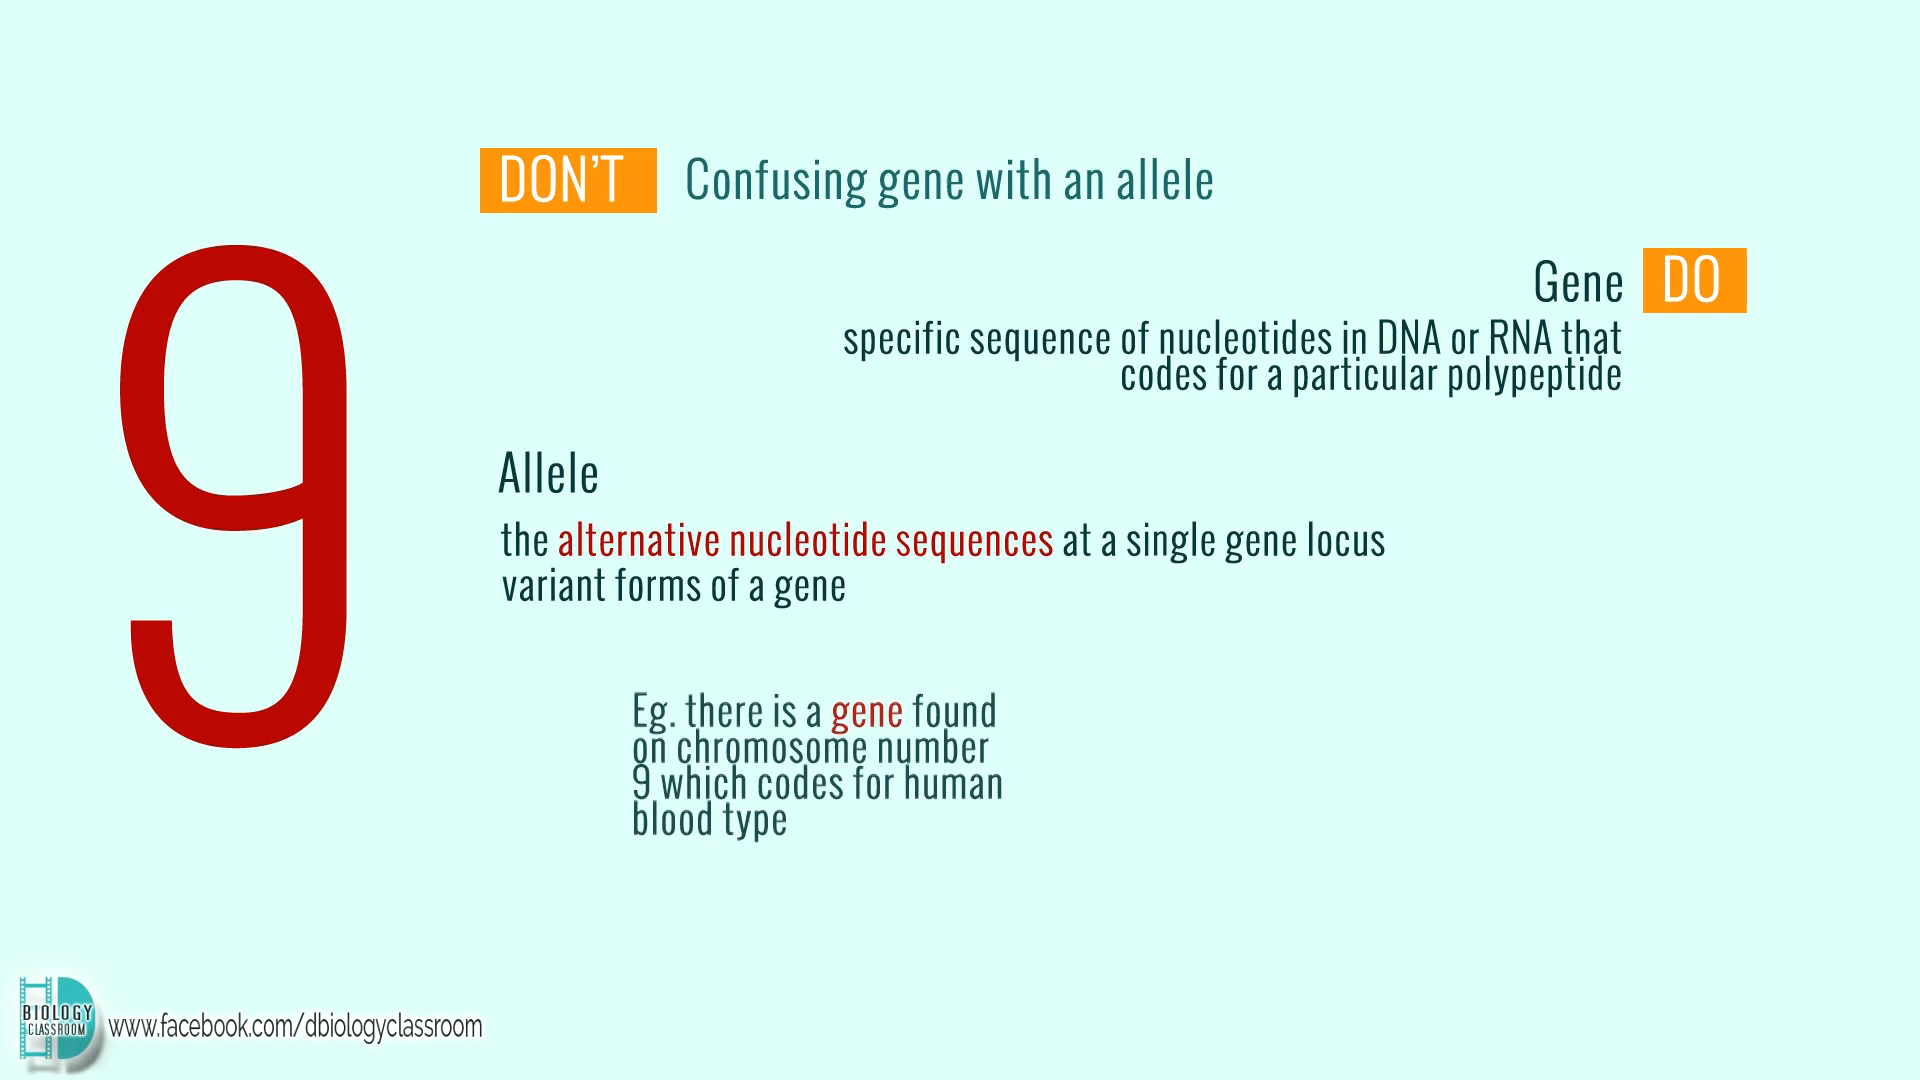 9
DON'T Confusing gene with an allele
Gene DO
specific sequence of nucleotides in DNA or RNA that
codes for a particular polypeptide
Allele
the alternative nucleotide sequences at a single gene locus
variant forms of a gene
Eg. there is a gene found
on chromosome number
9 which codes for human
blood type
BIOLOGY
CLASSROOM
www.facebook.com/dbiologyclassroom